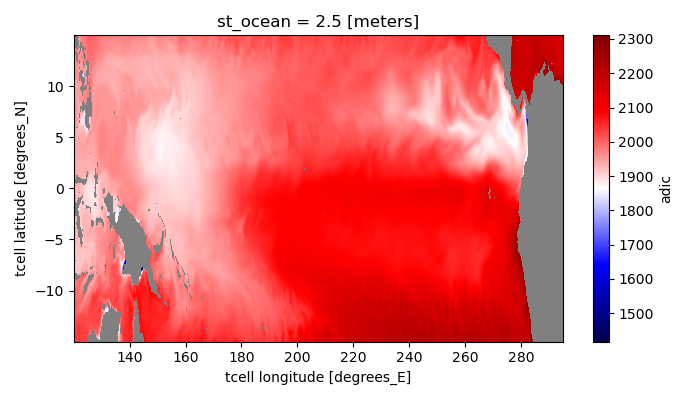 st_ocean = 2.5 [meters]
10
5
0
−5
−10
tcell latitude [degrees_N]
140 160 180 200 220 240 260 280
tcell longitude [degrees_E]
2300
2200
2100
2000
1900
1800
1700
1600
1500
adic